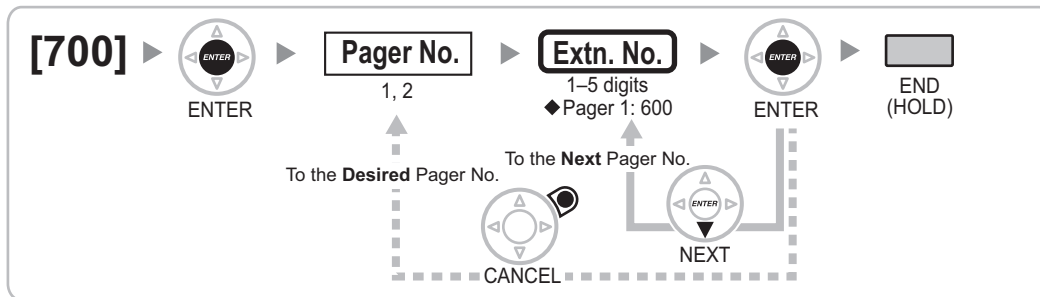 [700] ENTER Pager No. Extn. No. ENTER
1, 2 1–5 digits
◆Pager 1: 600
ENTER ENTER END
(HOLD)
To the Desired Pager No. To the Next Pager No.
ENTER
CANCEL NEXT